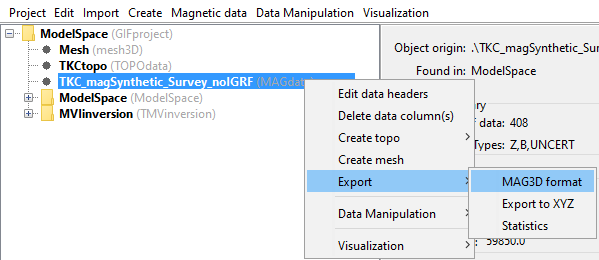 Project Edit Import Create Magnetic data Data Manipulation Visualization
ModelSpace (GIFproject)
Mesh (mesh3D)
TKCtopo (TOPOdata)
TKC_magSynthetic_Survey_noIGRF (MAGdata)
ModelSpace (ModelSpace)
MVIinversion (TMVinversion)
Object origin: .\TKC_magSynthetic_Sur
Found in: ModelSpace
data: 408
Types: Z,B,UNCERT
59850.0
Edit data headers
Delete data column(s)
Create topo
Create mesh
Export
Data Manipulation
Visualization
MAG3D format
Export to XYZ
Statistics